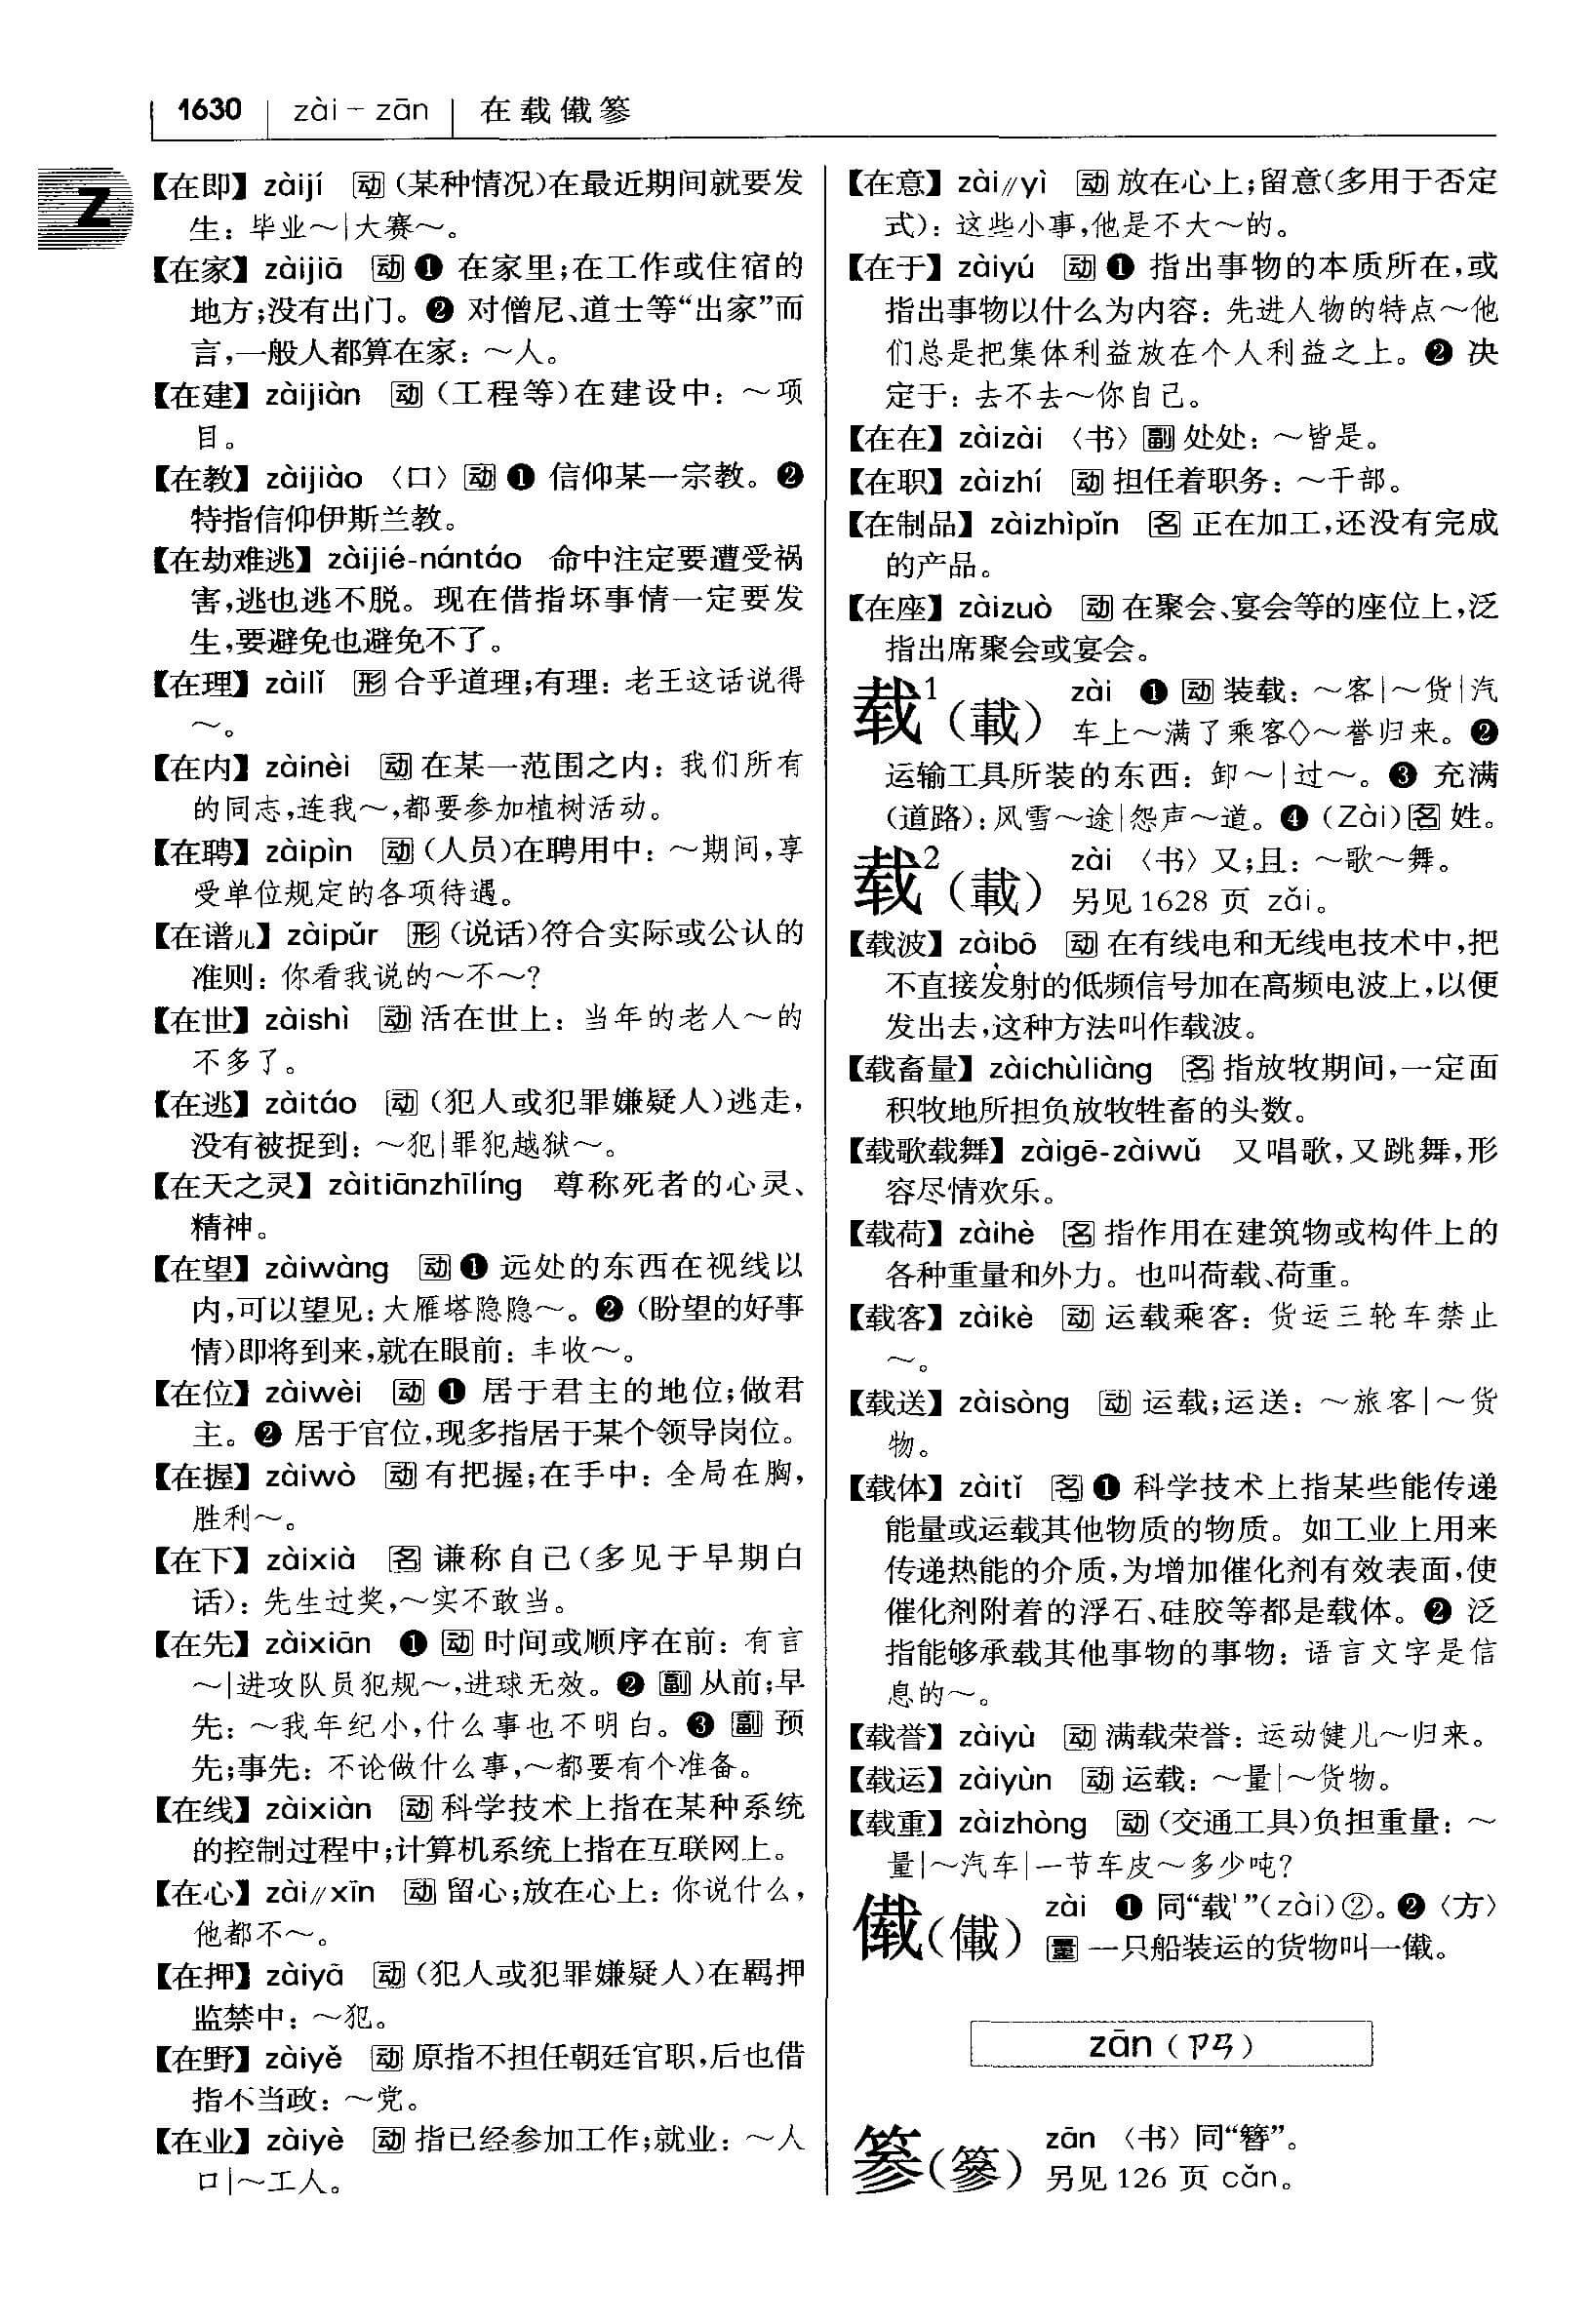 1630 zài – zān 在载傤篸
Z
【在即】 zàijí 动 (某种情况)在最近期间就要发
生：毕业～|大赛～。
【在家】 zàijiā 动 ❶ 在家里；在工作或住宿的
地方；没有出门。❷ 对僧尼、道士等“出家”而
言，一般人都算在家：～人。
【在建】 zàijiàn 动 (工程等)在建设中：～项
目。
【在教】 zàijiào 〈口〉 动 ❶ 信仰某一宗教。❷
特指信仰伊斯兰教。
【在劫难逃】 zàijié-nántáo 命中注定要遭受祸
害，逃也逃不脱。现在借指坏事情一定要发
生，要避免也避免不了。
【在理】 zàilǐ 形 合乎道理；有理：老王这话说得
～。
【在内】 zàinèi 动 在某一范围之内：我们所有
的同志，连我～，都要参加植树活动。
【在聘】 zàipìn 动 (人员)在聘用中：～期间，享
受单位规定的各项待遇。
【在谱儿】 zàipǔr 形 (说话)符合实际或公认的
准则：你看我说的～不～？
【在世】 zàishì 动 活在世上：当年的老人～的
不多了。
【在逃】 zàitáo 动 (犯人或犯罪嫌疑人)逃走，
没有被捉到：～犯|罪犯越狱～。
【在天之灵】 zàitiānzhīlíng 尊称死者的心灵、
精神。
【在望】 zàiwàng 动 ❶ 远处的东西在视线以
内，可以望见：大雁塔隐隐～。❷ (盼望的好事
情)即将到来，就在眼前：丰收～。
【在位】 zàiwèi 动 ❶ 居于君主的地位；做君
主。❷ 居于官位，现多指居于某个领导岗位。
【在握】 zàiwò 动 有把握；在手中：全局在胸，
胜利～。
【在下】 zàixià 名 谦称自己(多见于早期白
话)：先生过奖，～实不敢当。
【在先】 zàixiān ❶ 动 时间或顺序在前：有言
～|进攻队员犯规～，进球无效。❷ 副 从前；早
先：～我年纪小，什么事也不明白。❸ 副 预
先；事先：不论做什么事，～都要有个准备。
【在线】 zàixiàn 动 科学技术上指在某种系统
的控制过程中；计算机系统上指在互联网上。
【在心】 zài//xīn 动 留心；放在心上：你说什么，
他都不～。
【在押】 zàiyā 动 (犯人或犯罪嫌疑人)在羁押
监禁中：～犯。
【在野】 zàiyě 动 原指不担任朝廷官职，后也借
指不当政：～党。
【在业】 zàiyè 动 指已经参加工作；就业：～人
口|～工人。
【在意】 zài//yì 动 放在心上；留意(多用于否定
式)：这些小事，他是不大～的。
【在于】 zàiyú 动 ❶ 指出事物的本质所在，或
指出事物以什么为内容：先进人物的特点～他
们总是把集体利益放在个人利益之上。❷ 决
定于：去不去～你自己。
【在在】 zàizài 〈书〉 副 处处：～皆是。
【在职】 zàizhí 动 担任着职务：～干部。
【在制品】 zàizhìpǐn 名 正在加工，还没有完成
的产品。
【在座】 zàizuò 动 在聚会、宴会等的座位上，泛
指出席聚会或宴会。
载¹(載) zài ❶ 动 装载：～客|～货|汽
车上～满了乘客◇～誉归来。❷
运输工具所装的东西：卸～|过～。❸ 充满
(道路)：风雪～途|怨声～道。❹ (Zài) 名 姓。
载²(載) zài 〈书〉 又；且：～歌～舞。
另见 1628 页 zǎi。
【载波】 zàibō 动 在有线电和无线电技术中，把
不直接发射的低频信号加在高频电波上，以便
发出去，这种方法叫作载波。
【载畜量】 zàichùliàng 名 指放牧期间，一定面
积牧地所担负放牧牲畜的头数。
【载歌载舞】 zàigē-zàiwǔ 又唱歌，又跳舞，形
容尽情欢乐。
【载荷】 zàihè 名 指作用在建筑物或构件上的
各种重量和外力。也叫荷载、荷重。
【载客】 zàikè 动 运载乘客：货运三轮车禁止
～。
【载送】 zàisòng 动 运载；运送：～旅客|～货
物。
【载体】 zàitǐ 名 ❶ 科学技术上指某些能传递
能量或运载其他物质的物质。如工业上用来
传递热能的介质，为增加催化剂有效表面，使
催化剂附着的浮石、硅胶等都是载体。❷ 泛
指能够承载其他事物的事物：语言文字是信
息的～。
【载誉】 zàiyù 动 满载荣誉：运动健儿～归来。
【载运】 zàiyùn 动 运载：～量|～货物。
【载重】 zàizhòng 动 (交通工具)负担重量：～
量|～汽车|一节车皮～多少吨？
傤(儎) zài ❶ 同“载¹”(zài)②。❷ 〈方〉
量 一只船装运的货物叫一傤。
zān (ㄗㄢ)
篸(篸) zān 〈书〉 同“簪”。
另见 126 页 cǎn。